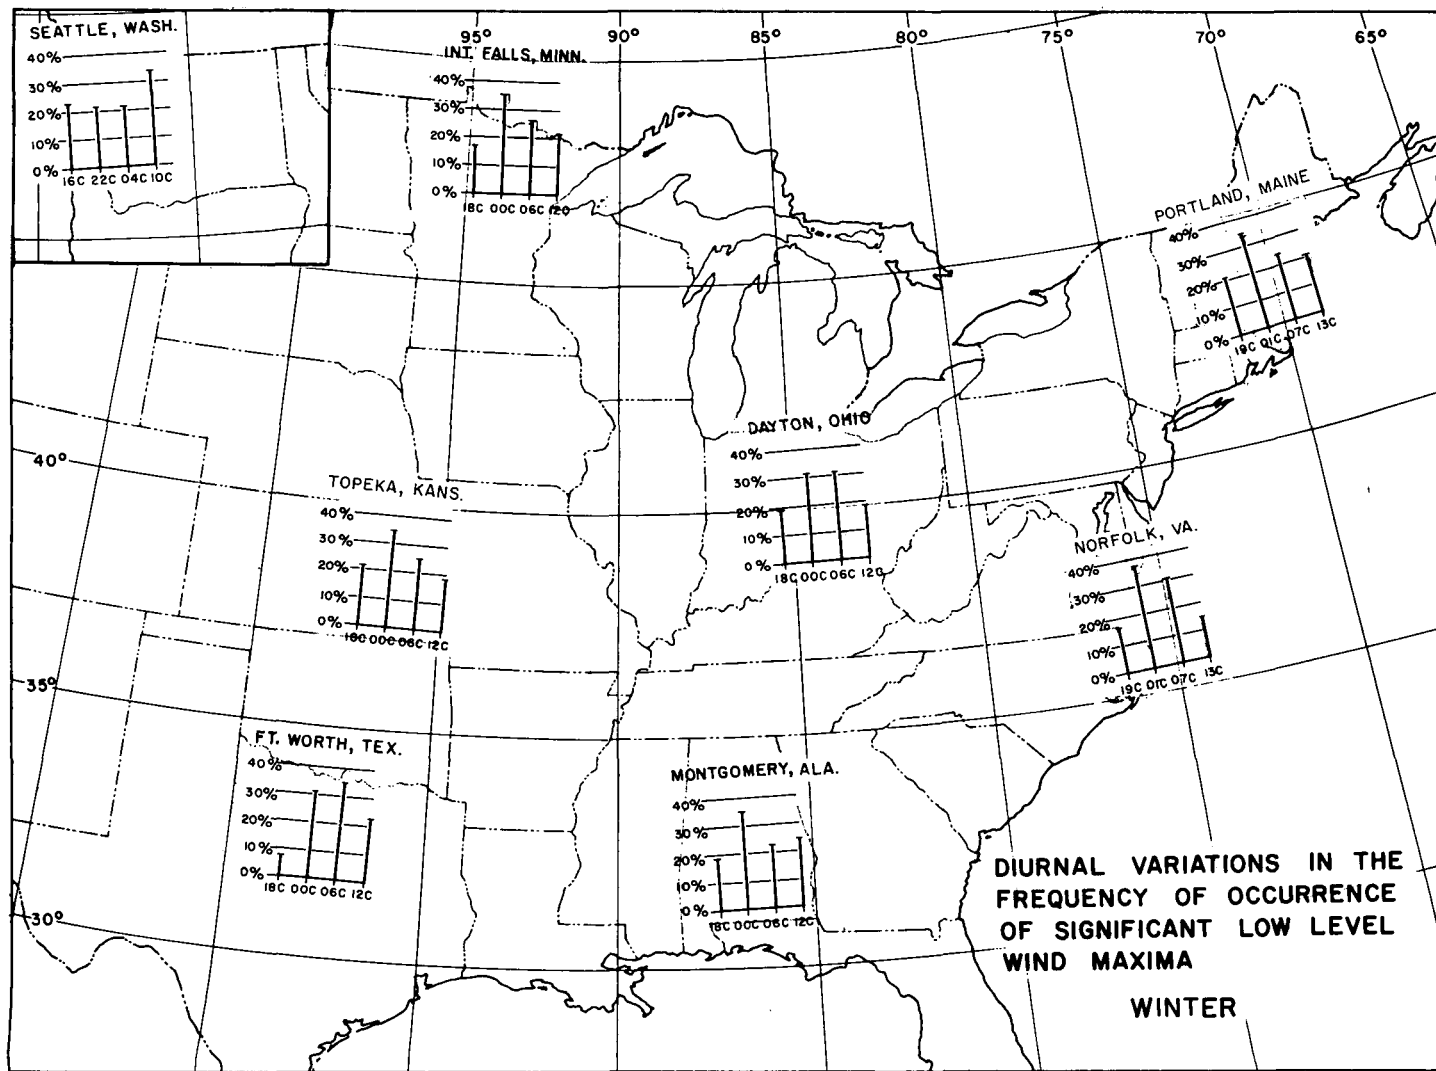 SEATTLE, WASH.
40%
30%
20%
10%
0%
16C 22C 04C 10C
95° 90° 85° 80° 75° 70° 65°
INT. FALLS, MINN.
40%
30%
20%
10%
0%
18C 00C 06C 12C
PORTLAND, MAINE
40%
30%
20%
10%
0%
19C 01C 07C 13C
DAYTON, OHIO
40%
30%
20%
10%
0%
18C 00C 06C 12C
40°
TOPEKA, KANS.
40%
30%
20%
10%
0%
18C 00C 06C 12C
NORFOLK, VA.
40%
30%
20%
10%
0%
19C 01C 07C 13C
35°
FT. WORTH, TEX.
40%
30%
20%
10%
0%
18C 00C 06C 12C
MONTGOMERY, ALA.
40%
30%
20%
10%
0%
18C 00C 06C 12C
30°
DIURNAL VARIATIONS IN THE
FREQUENCY OF OCCURRENCE
OF SIGNIFICANT LOW LEVEL
WIND MAXIMA
WINTER